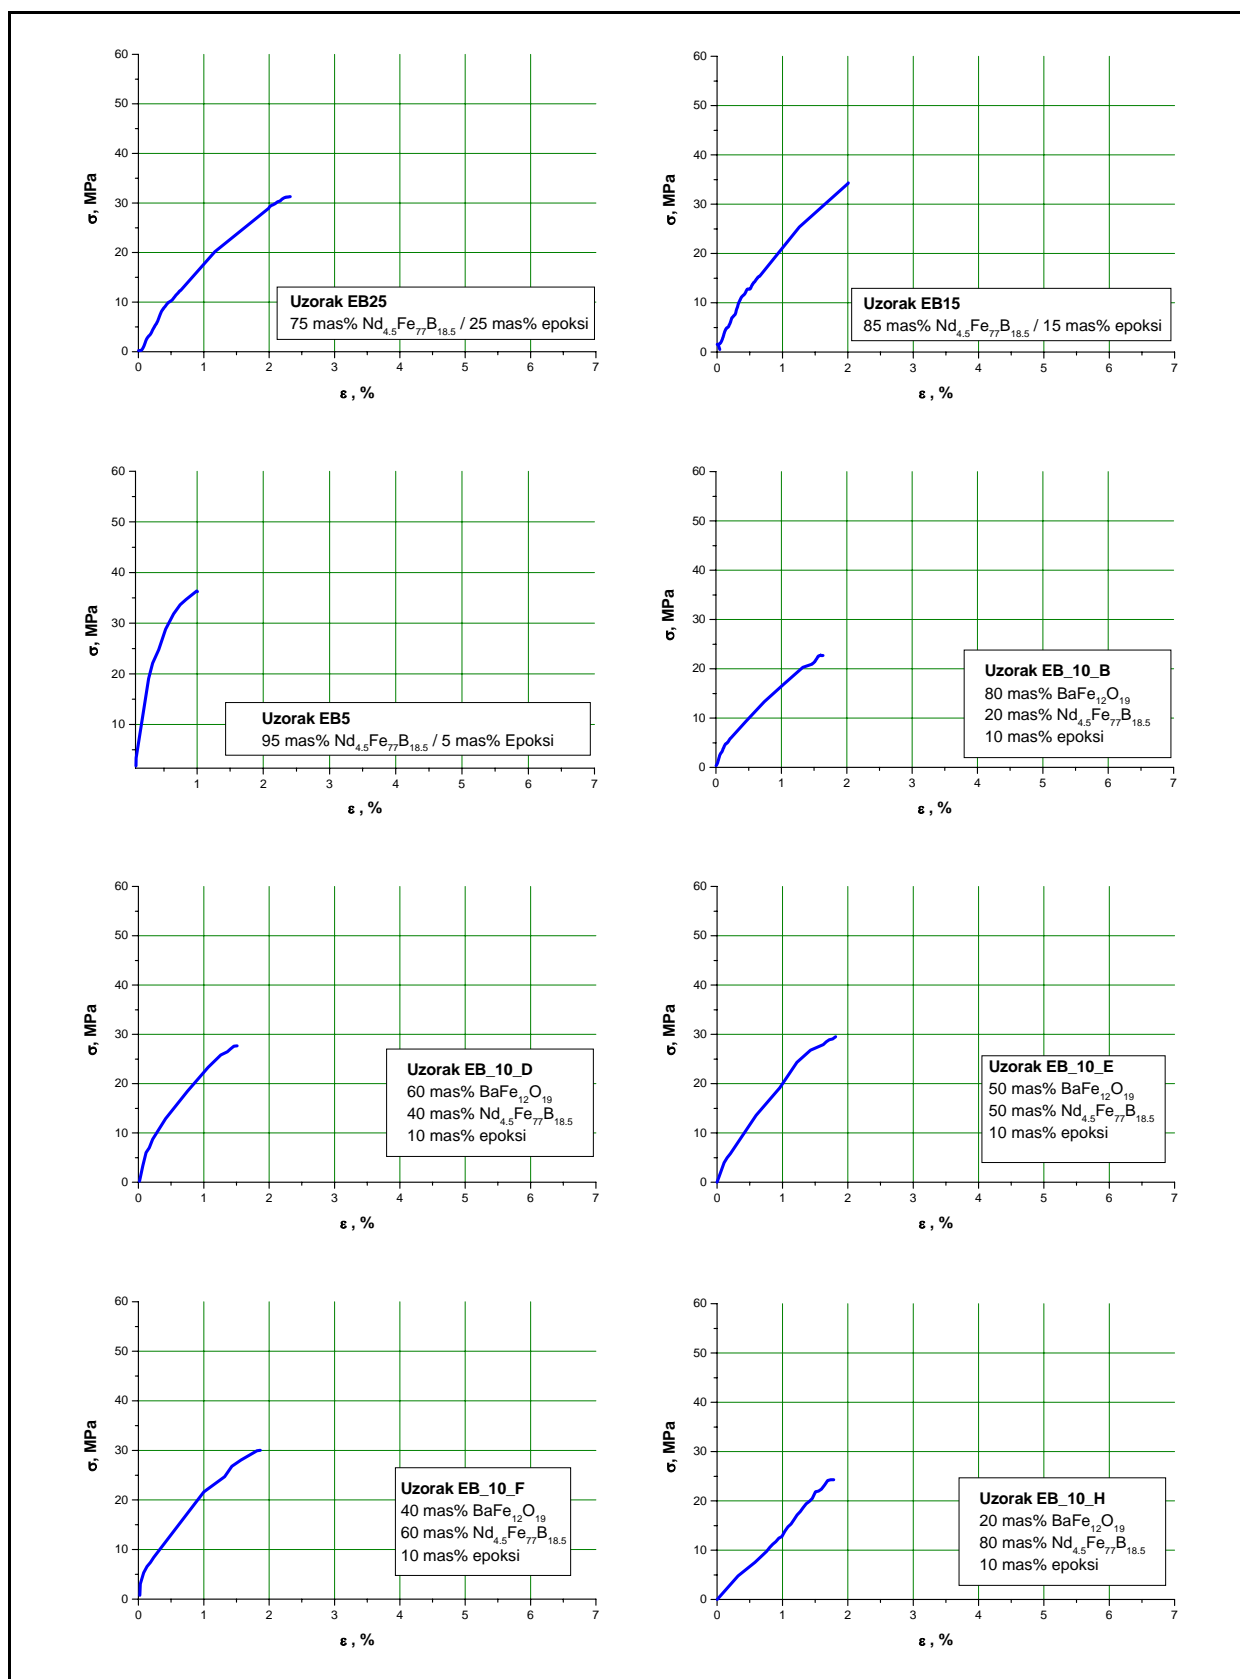 60
50
40
30
20
10
0
σ, MPa
Uzorak EB25
75 mas% Nd4.5Fe77B18.5 / 25 mas% epoksi
0 1 2 3 4 5 6 7
ε , %
60
50
40
30
20
10
0
σ, MPa
Uzorak EB15
85 mas% Nd4.5Fe77B18.5 / 15 mas% epoksi
0 1 2 3 4 5 6 7
ε , %
60
50
40
30
20
10
σ, MPa
Uzorak EB5
95 mas% Nd4.5Fe77B18.5 / 5 mas% Epoksi
1 2 3 4 5 6 7
ε , %
60
50
40
30
20
10
0
σ, MPa
Uzorak EB_10_B
80 mas% BaFe12O19
20 mas% Nd4.5Fe77B18.5
10 mas% epoksi
0 1 2 3 4 5 6 7
ε , %
60
50
40
30
20
10
0
σ, MPa
Uzorak EB_10_D
60 mas% BaFe12O19
40 mas% Nd4.5Fe77B18.5
10 mas% epoksi
0 1 2 3 4 5 6 7
ε , %
60
50
40
30
20
10
0
σ, MPa
Uzorak EB_10_E
50 mas% BaFe12O19
50 mas% Nd4.5Fe77B18.5
10 mas% epoksi
0 1 2 3 4 5 6 7
ε , %
60
50
40
30
20
10
0
σ, MPa
Uzorak EB_10_F
40 mas% BaFe12O19
60 mas% Nd4.5Fe77B18.5
10 mas% epoksi
0 1 2 3 4 5 6 7
ε , %
60
50
40
30
20
10
0
σ, MPa
Uzorak EB_10_H
20 mas% BaFe12O19
80 mas% Nd4.5Fe77B18.5
10 mas% epoksi
0 1 2 3 4 5 6 7
ε , %